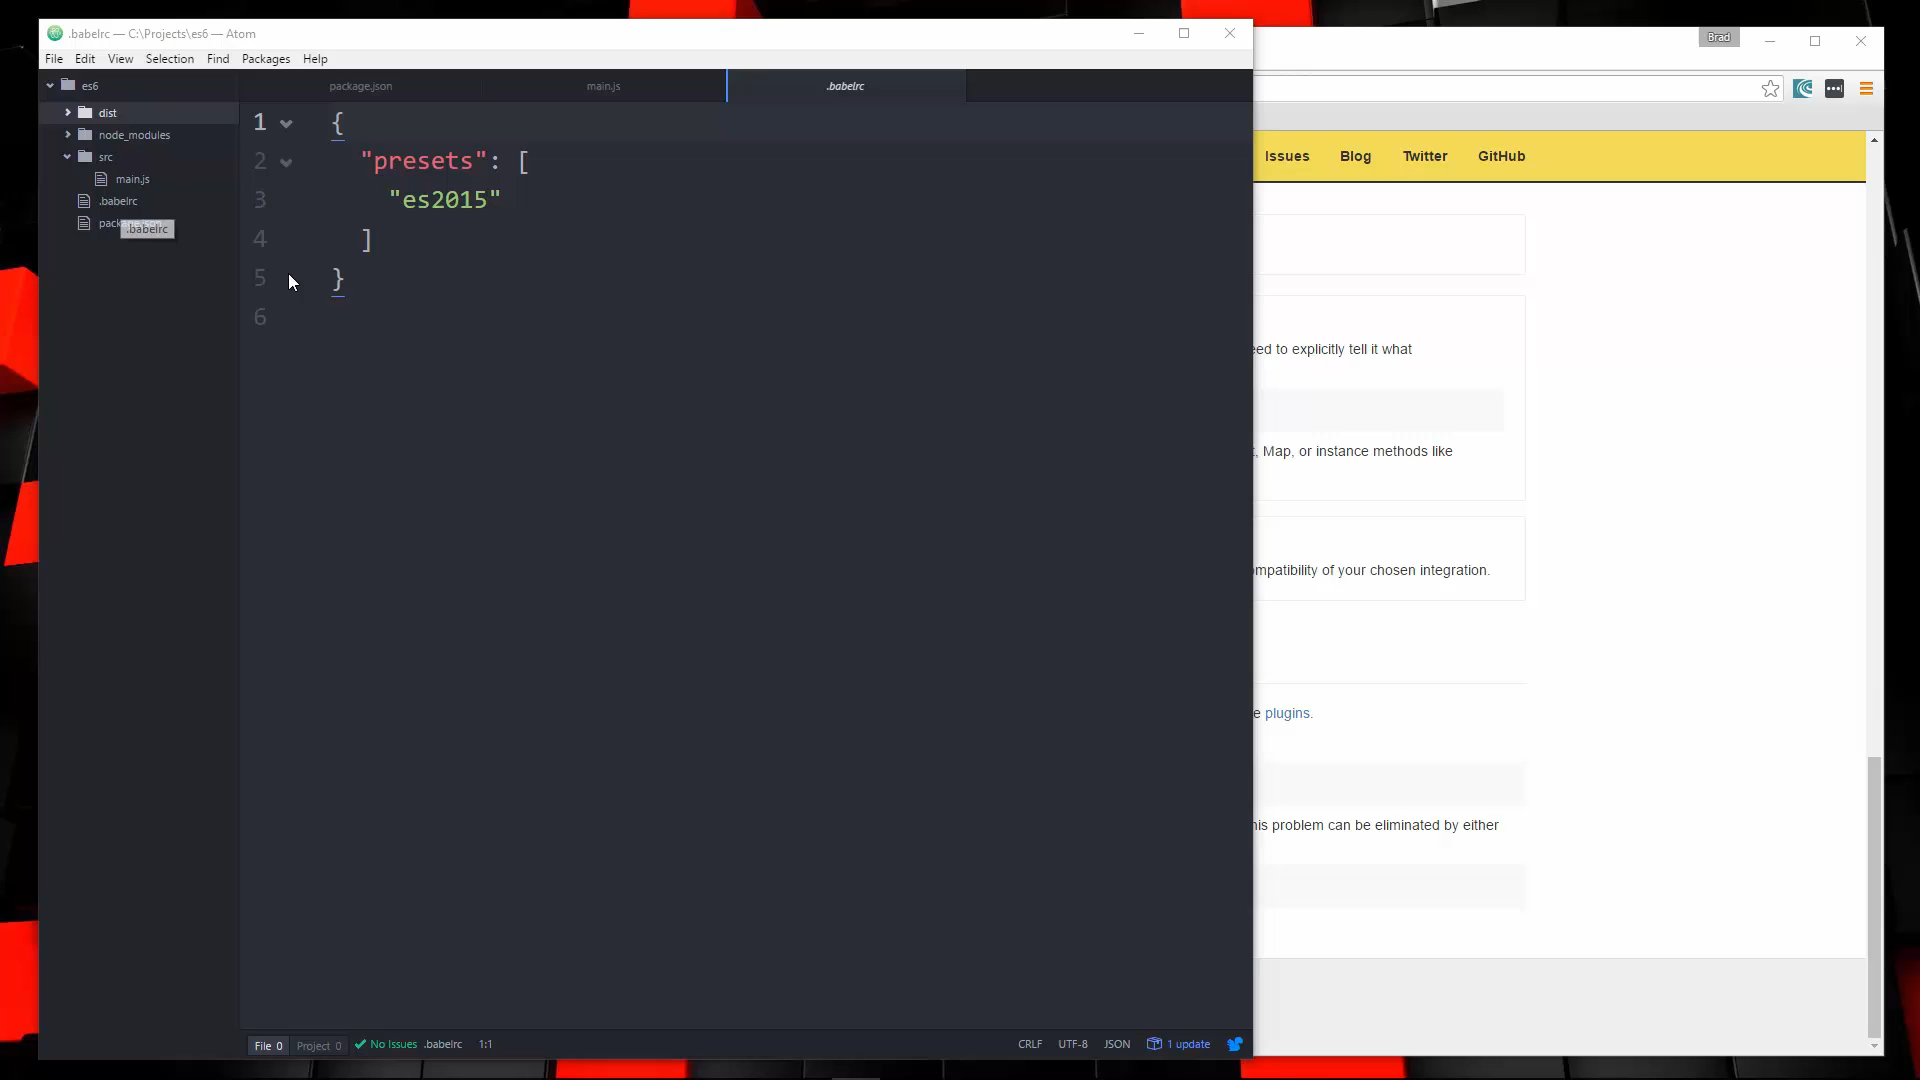 .babelrc — C:\Projects\es6 — Atom
File Edit View Selection Find Packages Help
es6
dist
node_modules
src
main.js
.babelrc
.babelrc
package.json main.js .babelrc
1 {
2 "presets": [
3 "es2015"
4 ]
5 }
6
File 0 Project 0 No Issues .babelrc 1:1
CRLF UTF-8 JSON 1 update
Brad
Issues Blog Twitter GitHub
to explicitly tell it what
Map, or instance methods like
of your chosen integration.
plugins.
problem can be eliminated by either